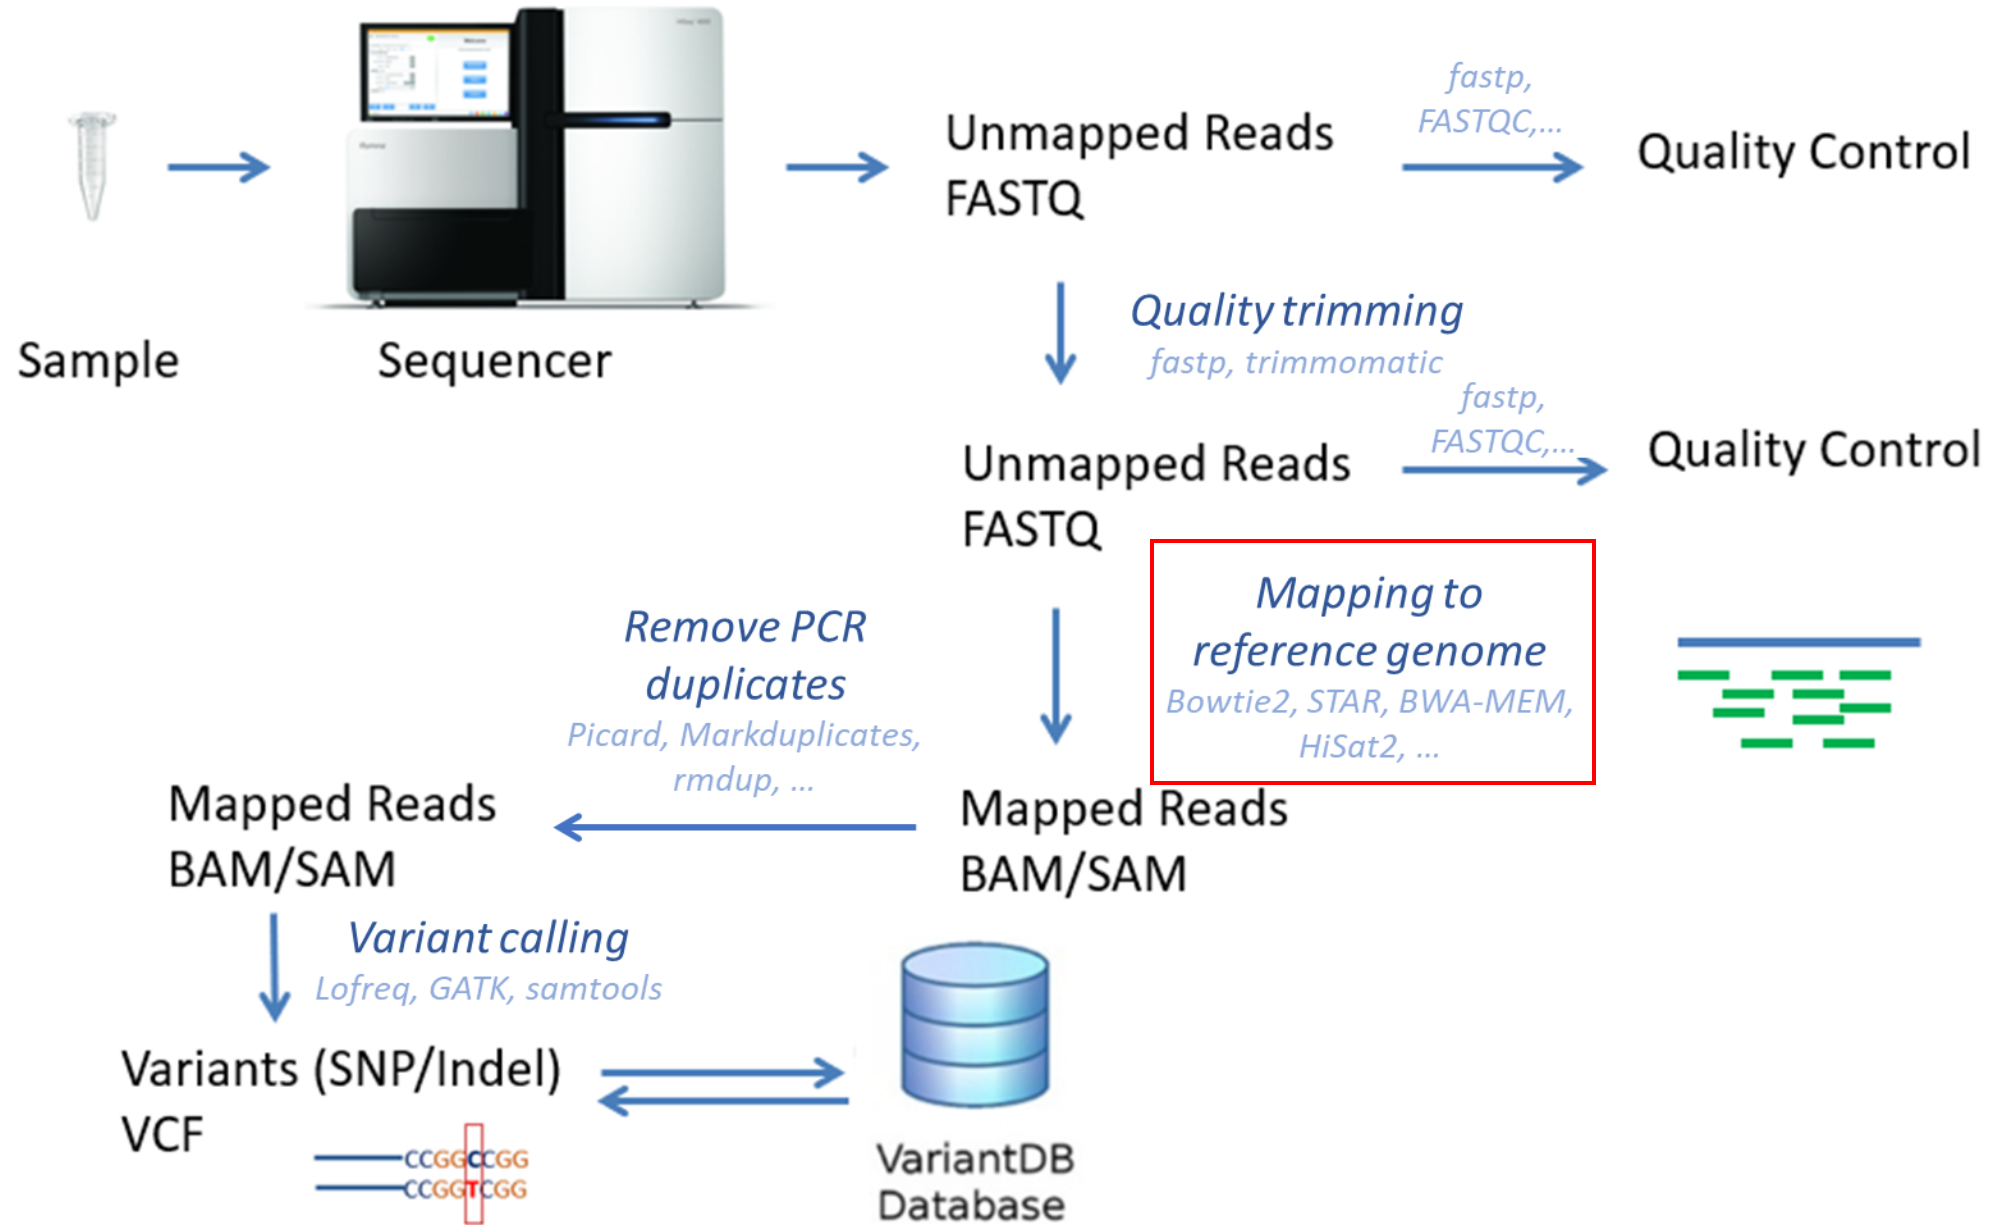 Sample
Sequencer
Welcome
illumina
Unmapped Reads
FASTQ
fastp,
FASTQC,...
Quality Control
Quality trimming
fastp, trimmomatic
Unmapped Reads
FASTQ
fastp,
FASTQC,...
Quality Control
Mapping to
reference genome
Bowtie2, STAR, BWA-MEM,
HiSat2, ...
Mapped Reads
BAM/SAM
Remove PCR
duplicates
Picard, Markduplicates,
rmdup, ...
Mapped Reads
BAM/SAM
Variant calling
Lofreq, GATK, samtools
Variants (SNP/Indel)
VCF
CCGGCCGG
CCGGTCGG
VariantDB
Database